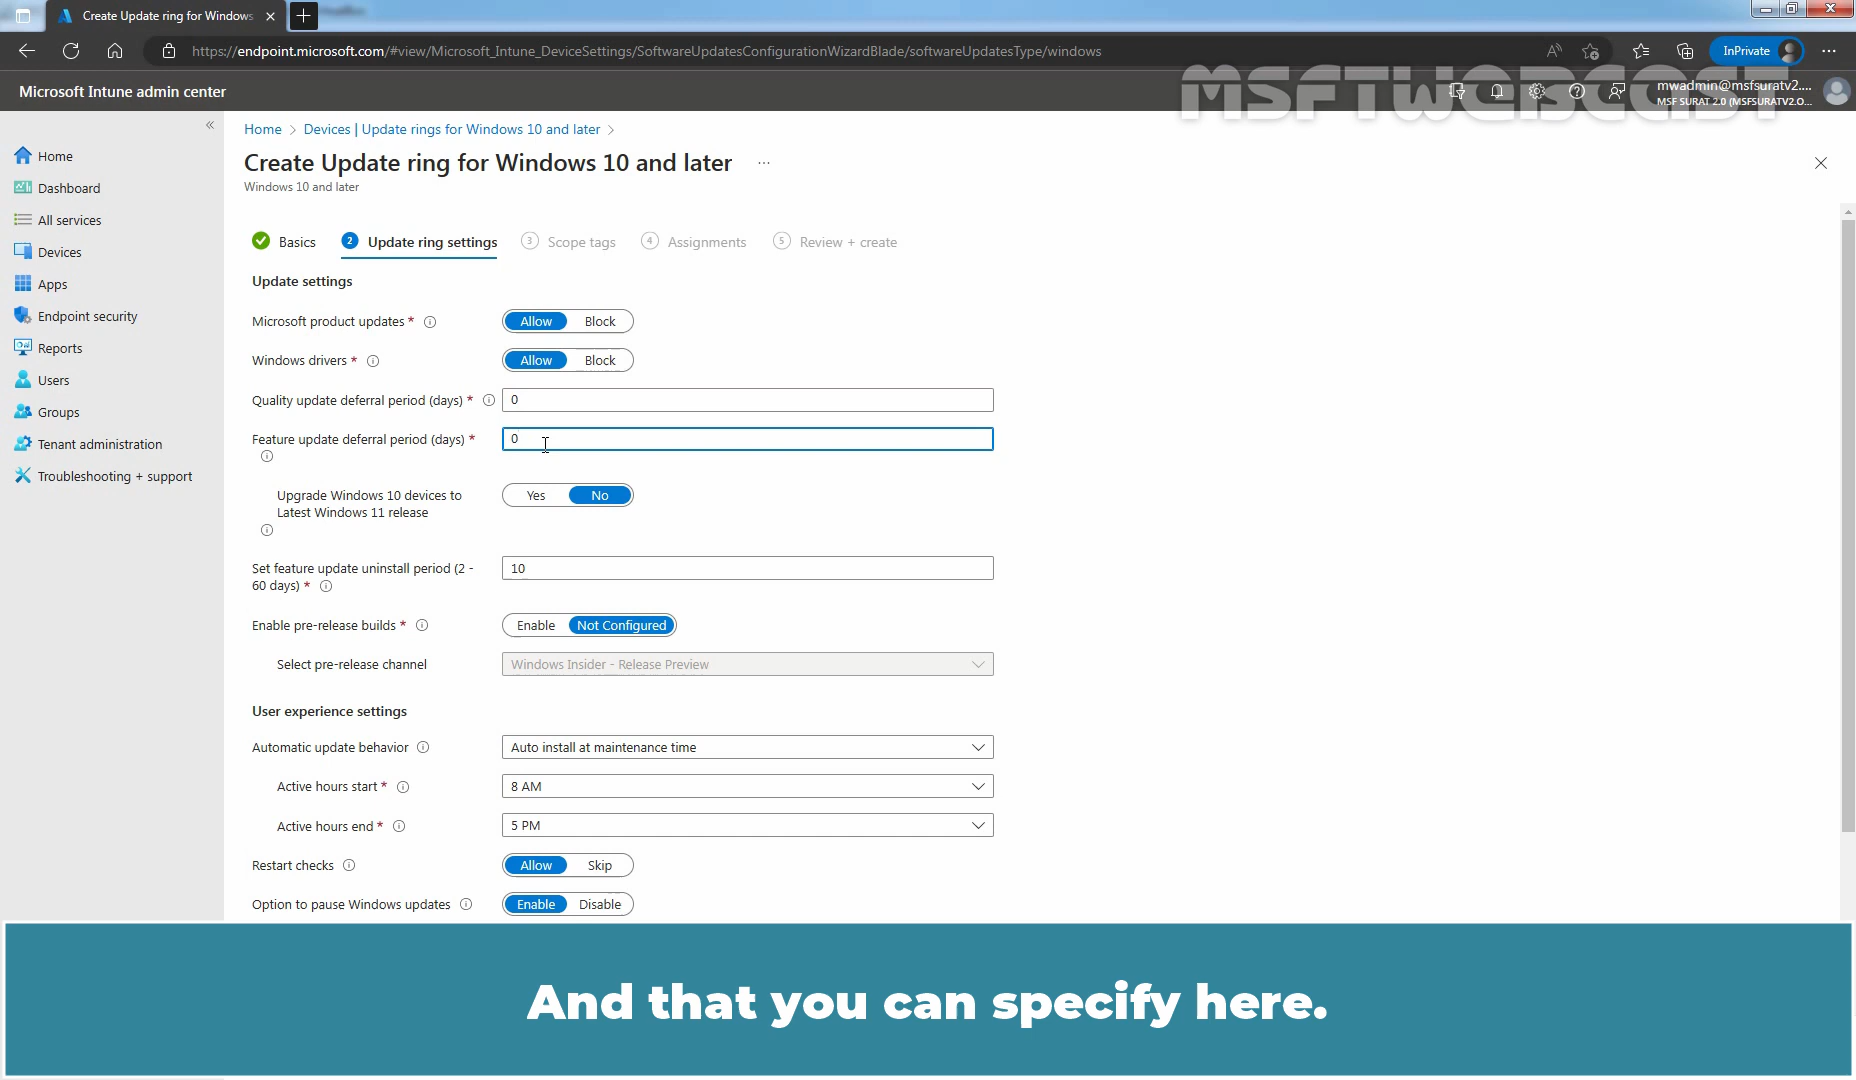 Create Update ring for Windows
https://endpoint.microsoft.com/#view/Microsoft_Intune_DeviceSettings/SoftwareUpdatesConfigurationWizardBlade/softwareUpdatesType/windows
InPrivate
Microsoft Intune admin center
MSFTWEBCAST
mwadmin@msfsuratv2....
MSF SURAT 2.0 (MSFSURATV2.O...
Home
Dashboard
All services
Devices
Apps
Endpoint security
Reports
Users
Groups
Tenant administration
Troubleshooting + support
Home > Devices | Update rings for Windows 10 and later >
Create Update ring for Windows 10 and later ...
Windows 10 and later
Basics 2 Update ring settings 3 Scope tags 4 Assignments 5 Review + create
Update settings
Microsoft product updates * Allow Block
Windows drivers * Allow Block
Quality update deferral period (days) * 0
Feature update deferral period (days) * 0
Upgrade Windows 10 devices to Yes No
Latest Windows 11 release
Set feature update uninstall period (2 - 10
60 days) *
Enable pre-release builds * Enable Not Configured
Select pre-release channel Windows Insider - Release Preview
User experience settings
Automatic update behavior Auto install at maintenance time
Active hours start * 8 AM
Active hours end * 5 PM
Restart checks Allow Skip
Option to pause Windows updates Enable Disable
And that you can specify here.